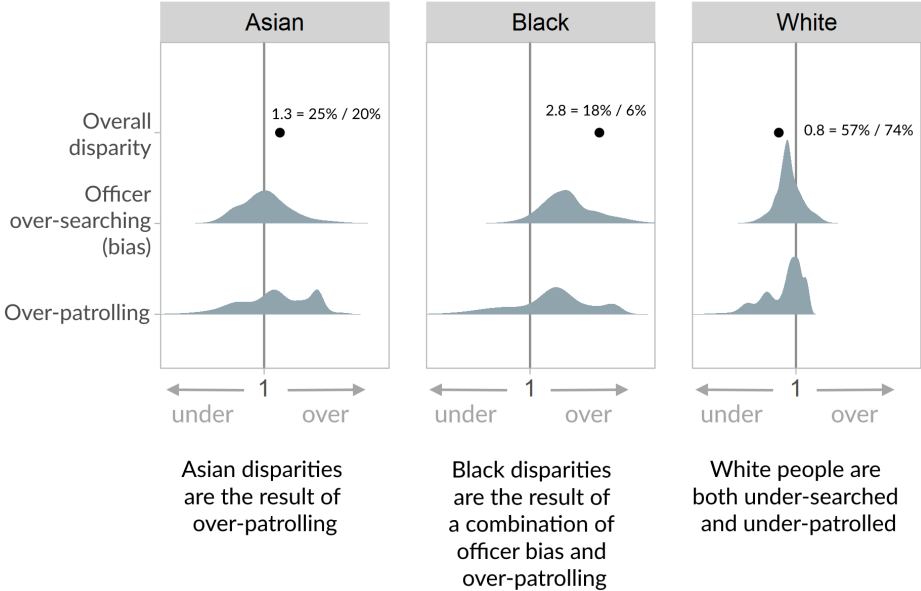 Asian
Black
White
Overall
disparity
1.3 = 25% / 20%
2.8 = 18% / 6%
0.8 = 57% / 74%
Officer
over-searching
(bias)
Over-patrolling
1
under
over
1
under
over
1
under
over
Asian disparities
are the result of
over-patrolling
Black disparities
are the result of
a combination of
officer bias and
over-patrolling
White people are
both under-searched
and under-patrolled